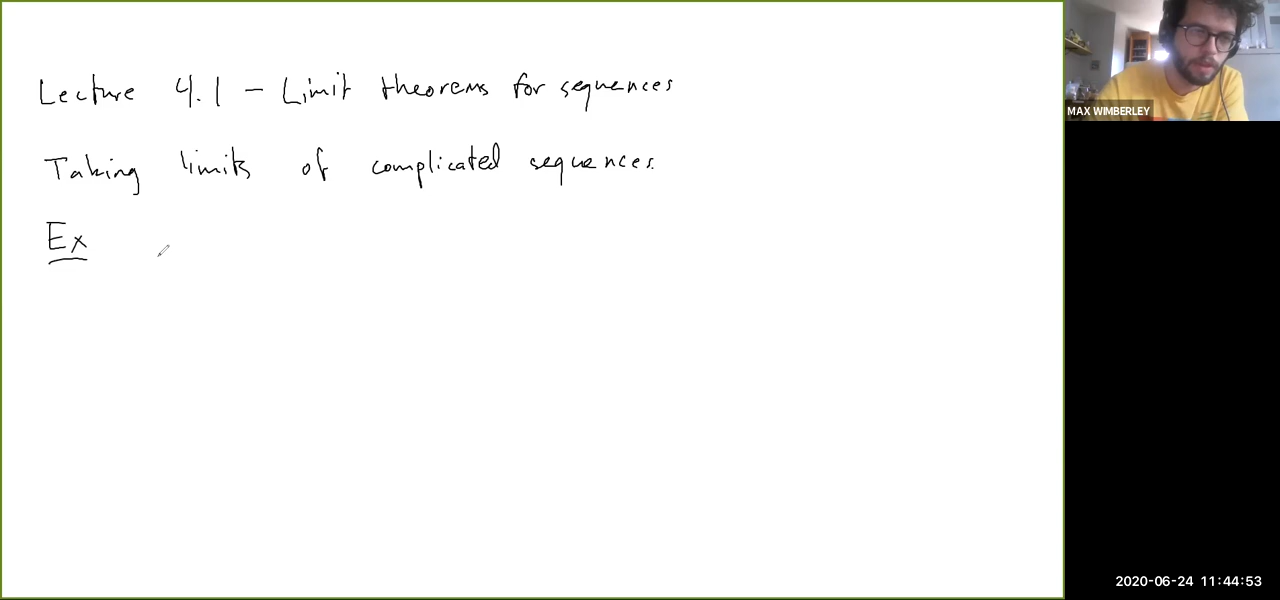 Lecture 4.1 – Limit theorems for sequences
Taking limits of complicated sequences.
Ex
MAX WIMBERLEY
2020-06-24 11:44:53